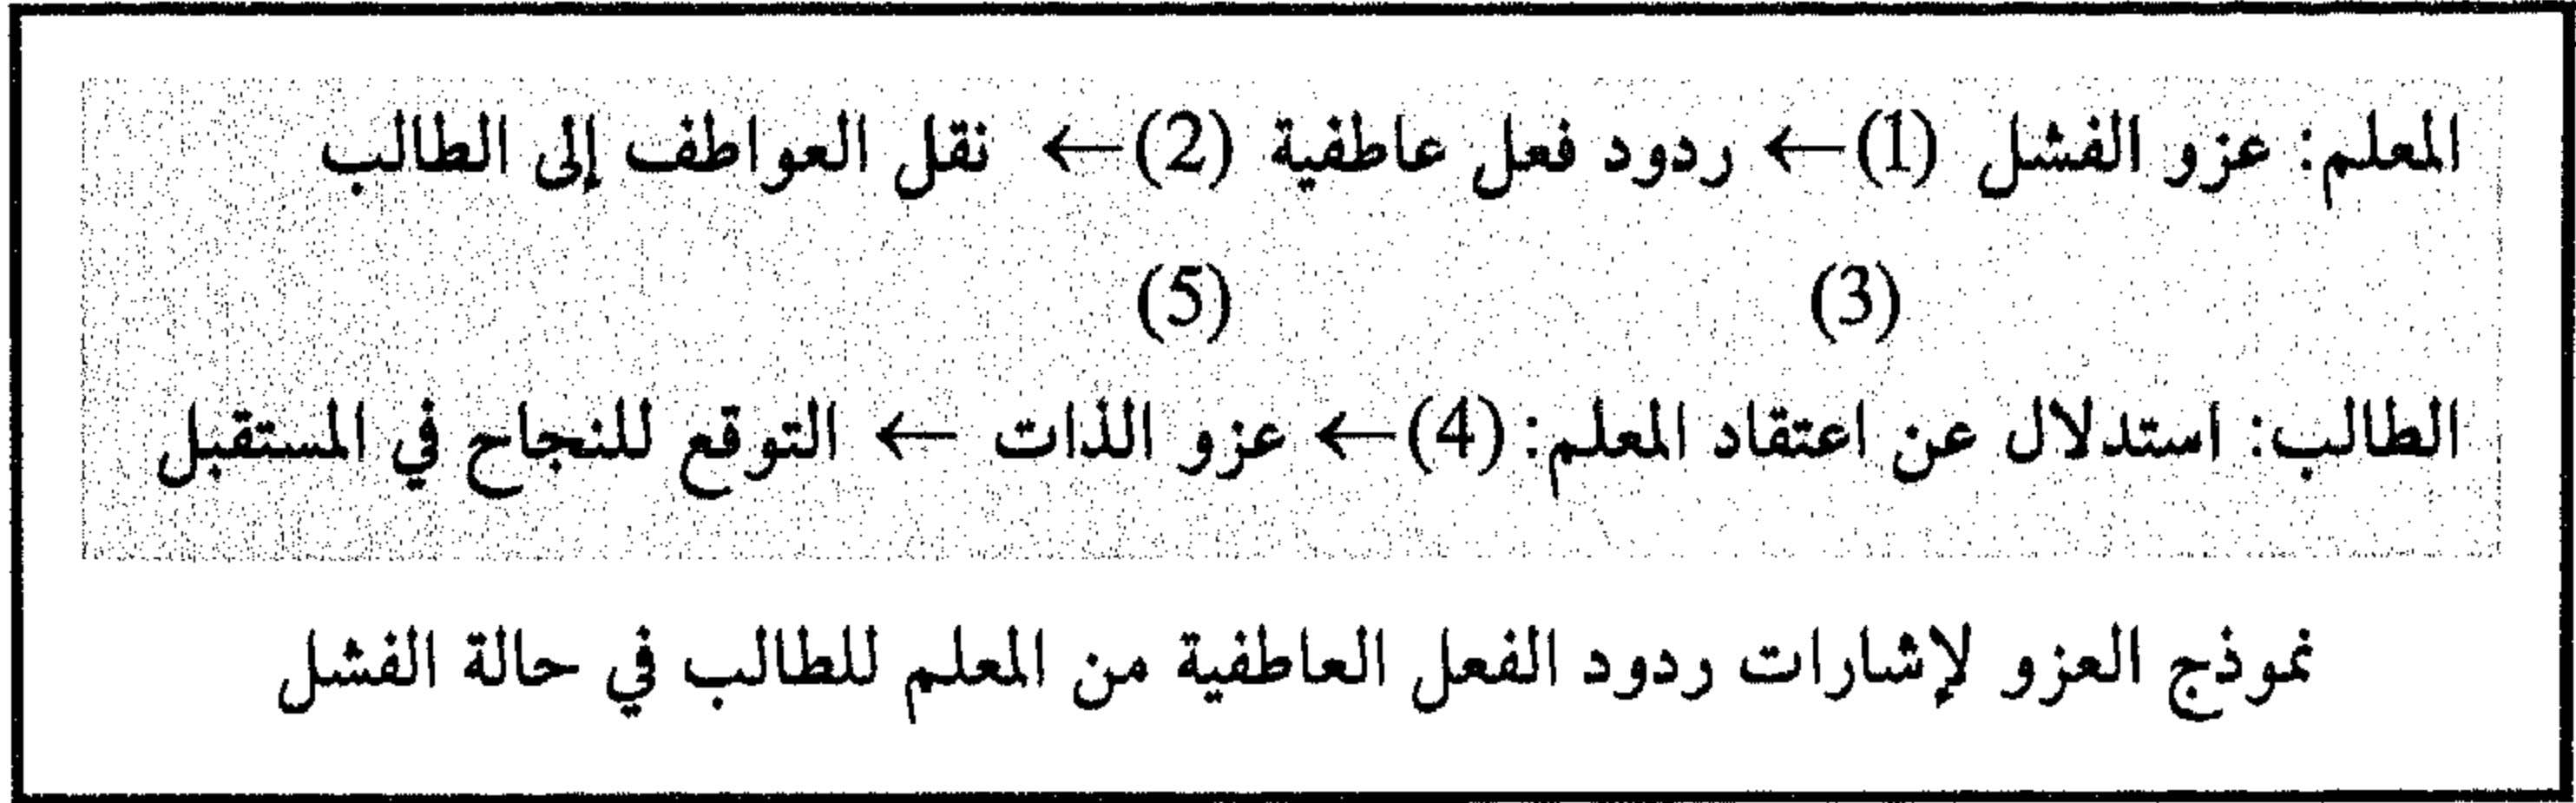 المعلم: عزو الفشل (1)← ردود فعل عاطفية (2)← نقل العواطف إلى الطالب
(3) (5)
الطالب: استدلال عن اعتقاد المعلم: (4)← عزو الذات ← التوقع للنجاح في المستقبل
نموذج العزو لإشارات ردود الفعل العاطفية من المعلم للطالب في حالة الفشل